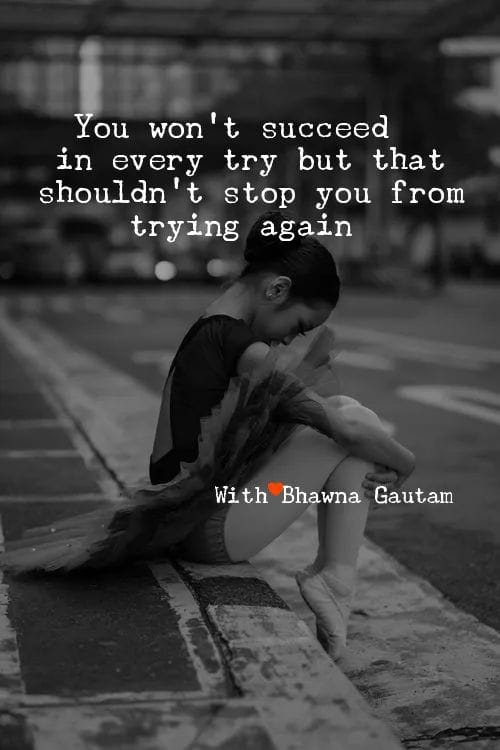 You won't succeed
in every try but that
shouldn't stop you from
trying again
With❤Bhawna Gautam